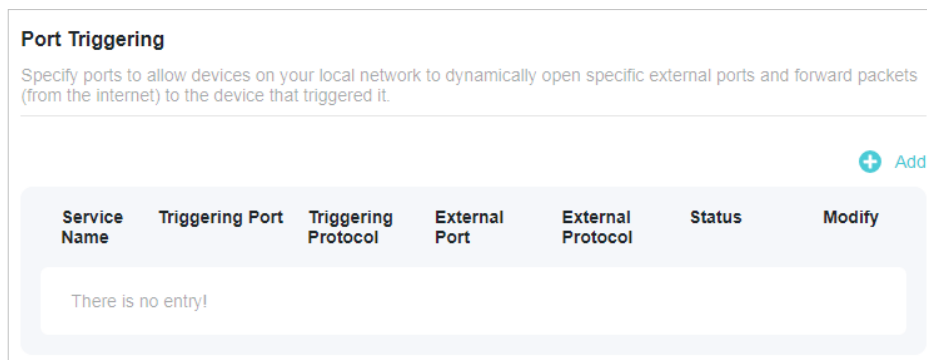 Port Triggering
Specify ports to allow devices on your local network to dynamically open specific external ports and forward packets
(from the internet) to the device that triggered it.
Add
Service Name Triggering Port Triggering Protocol External Port External Protocol Status Modify
There is no entry!